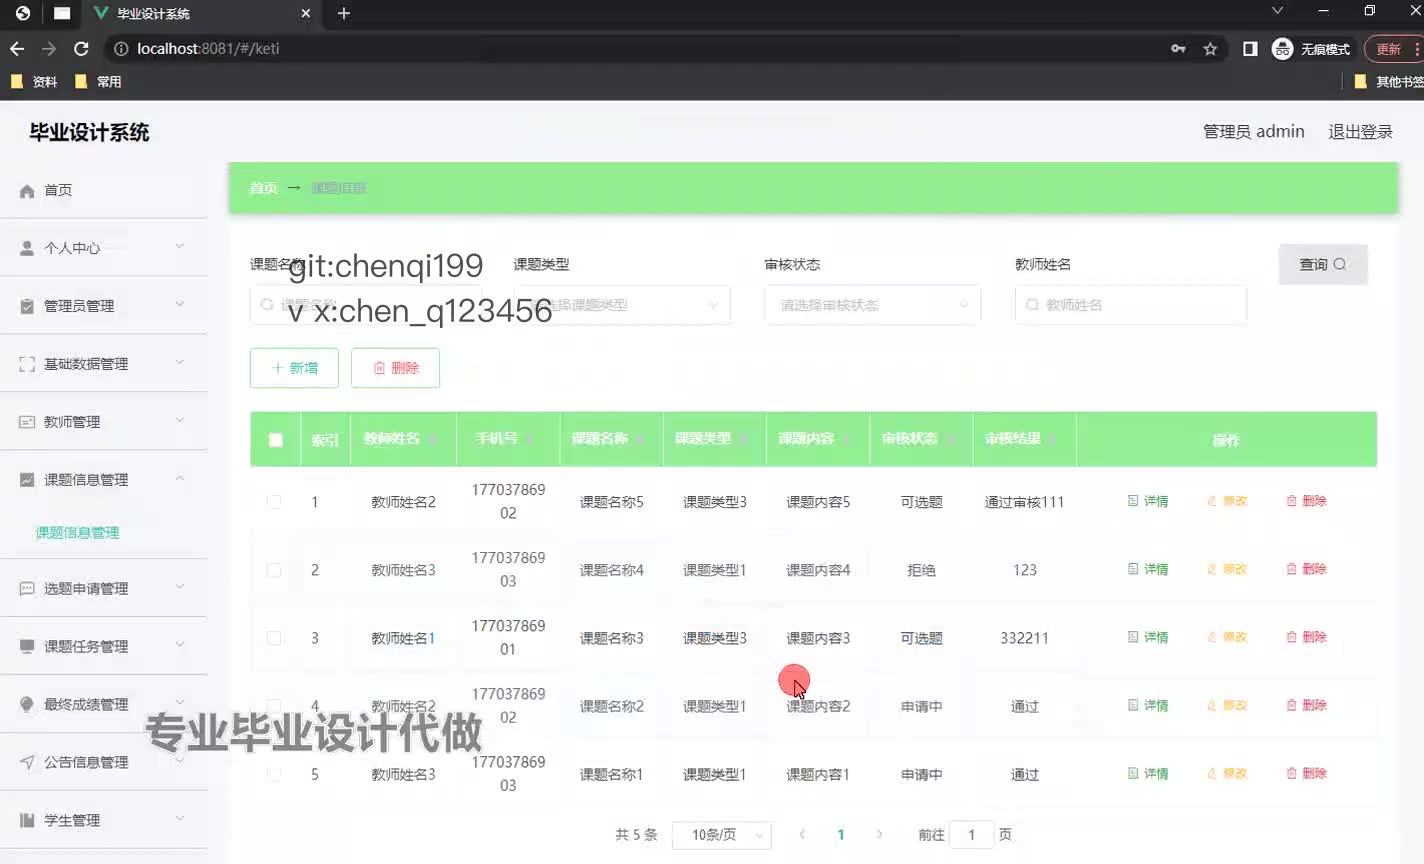 毕业设计系统
localhost:8081/#/keti
无痕模式
更新
资料
常用
其他书签
毕业设计系统
管理员 admin
退出登录
首页
个人中心
管理员管理
基础数据管理
教师管理
课题信息管理
课题信息管理
选题申请管理
课题任务管理
最终成绩管理
公告信息管理
学生管理
首页 → 课题信息
课题名称
课题类型
审核状态
教师姓名
查询
git:chenqi199
课题名称
请选择审核状态
教师姓名
v x:chen_q123456
选择课题类型
新增
删除
索引 教师姓名 手机号 课题名称 课题类型 课题内容 审核状态 审核结果 操作
1 教师姓名2 17703786902 课题名称5 课题类型3 课题内容5 可选题 通过审核111 详情 修改 删除
2 教师姓名3 17703786903 课题名称4 课题类型1 课题内容4 拒绝 123 详情 修改 删除
3 教师姓名1 17703786901 课题名称3 课题类型3 课题内容3 可选题 332211 详情 修改 删除
4 教师姓名2 17703786902 课题名称2 课题类型1 课题内容2 申请中 通过 详情 修改 删除
专业毕业设计代做
5 教师姓名3 17703786903 课题名称1 课题类型1 课题内容1 申请中 通过 详情 修改 删除
共 5 条 10条/页 1 前往 1 页